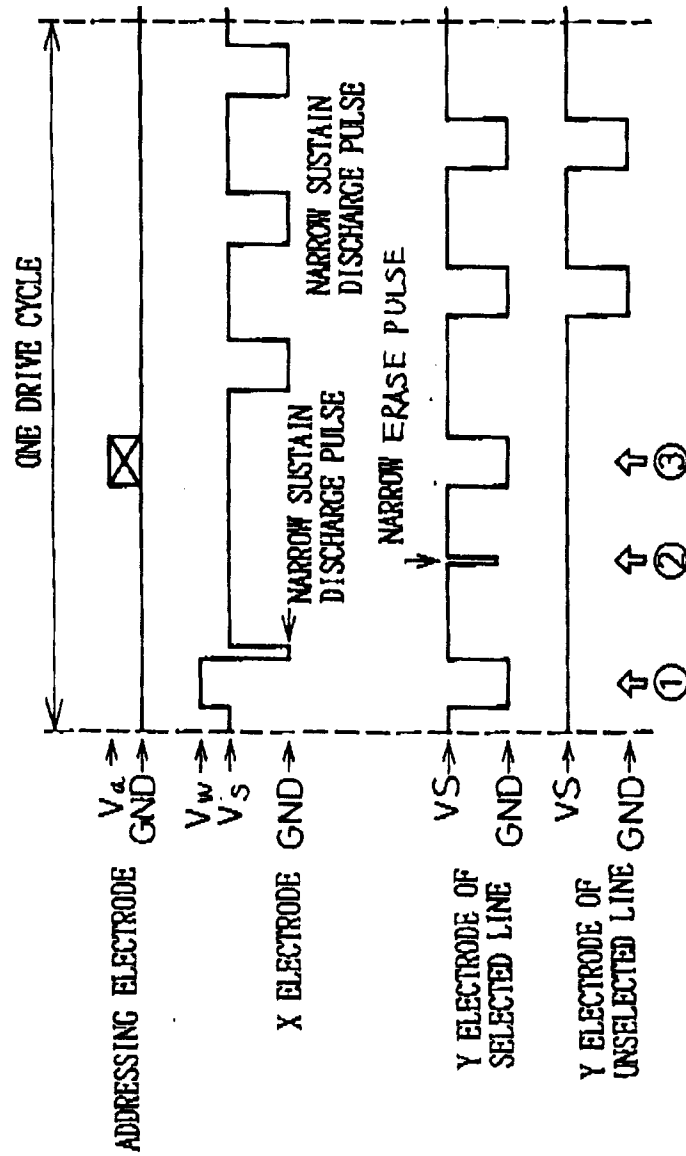 ONE DRIVE CYCLE
ADDRESSING ELECTRODE
Va
GND
X ELECTRODE
Vw
Vs
GND
NARROW SUSTAIN
DISCHARGE PULSE
NARROW SUSTAIN
DISCHARGE PULSE
NARROW ERASE PULSE
Y ELECTRODE OF
SELECTED LINE
VS
GND
Y ELECTRODE OF
UNSELECTED LINE
VS
GND
① ② ③